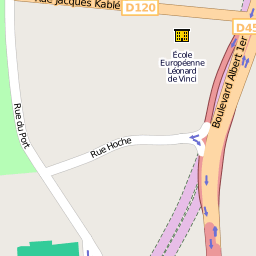 Rue Jacques Kablé
D120
D45
École
Européenne
Léonard
de Vinci
Boulevard Albert 1er
Rue du Port
Rue Hoche